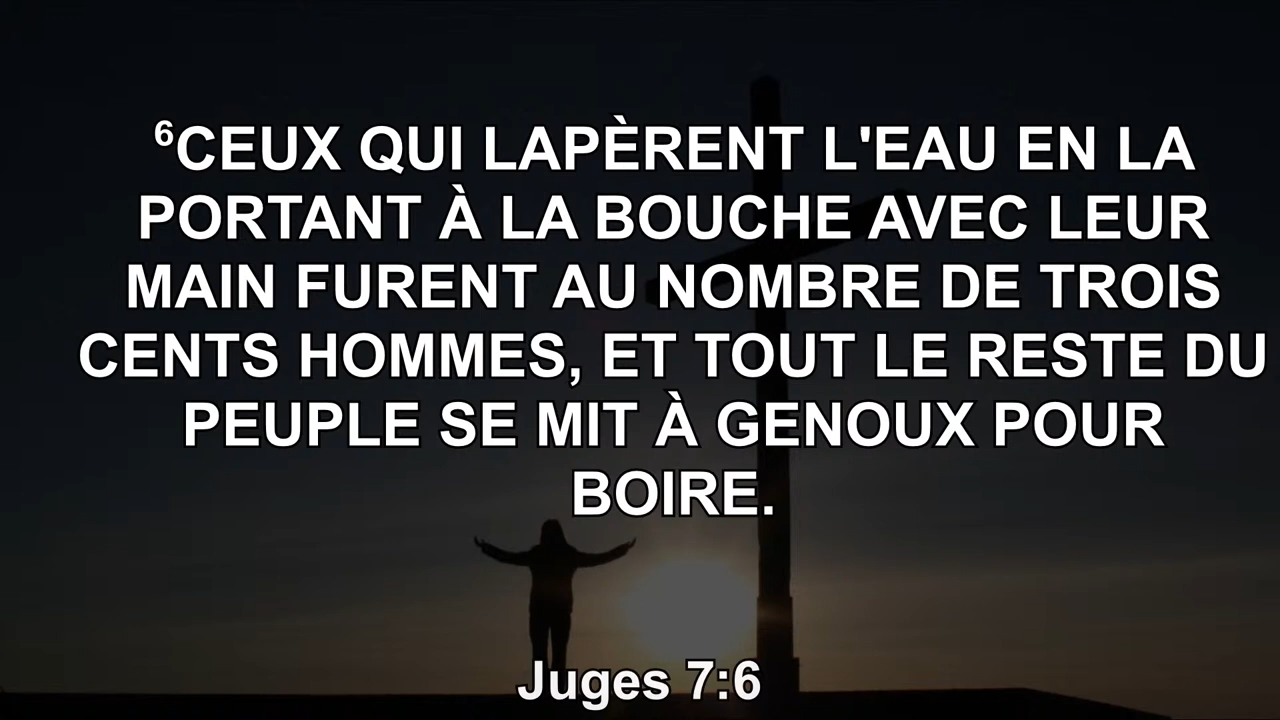 ⁶CEUX QUI LAPÈRENT L'EAU EN LA
PORTANT À LA BOUCHE AVEC LEUR
MAIN FURENT AU NOMBRE DE TROIS
CENTS HOMMES, ET TOUT LE RESTE DU
PEUPLE SE MIT À GENOUX POUR
BOIRE.
Juges 7:6